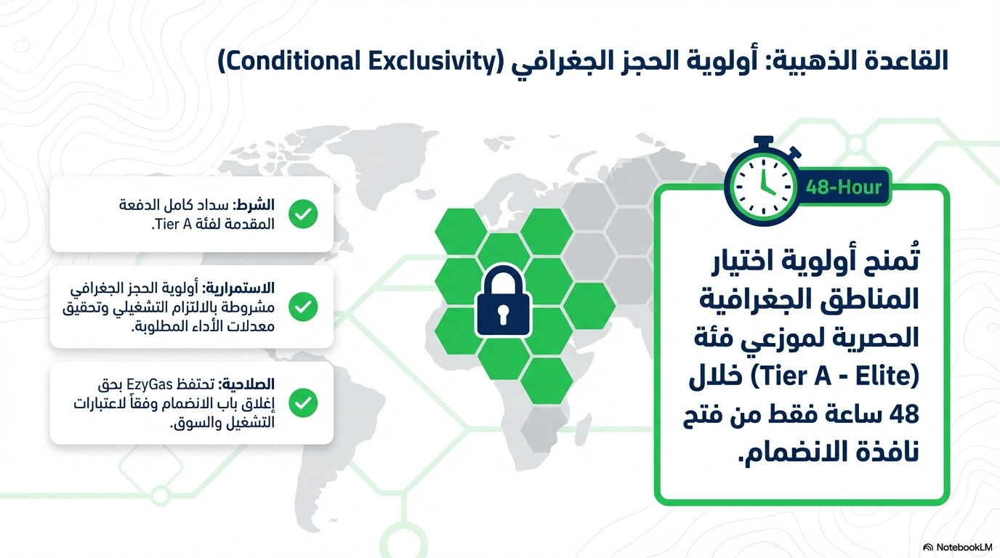 القاعدة الذهبية: أولوية الحجز الجغرافي (Conditional Exclusivity)
48-Hour
تُمنح أولوية اختيار
المناطق الجغرافية
الحصرية لموزعي فئة
(Tier A - Elite) خلال
48 ساعة فقط من فتح
نافذة الانضمام.
الشرط: سداد كامل الدفعة
المقدمة لفئة Tier A.
الاستمرارية: أولوية الحجز الجغرافي
مشروطة بالالتزام التشغيلي وتحقيق
معدلات الأداء المطلوبة.
الصلاحية: تحتفظ EzyGas بحق
إغلاق باب الانضمام وفقاً لاعتبارات
التشغيل والسوق.
NotebookLM